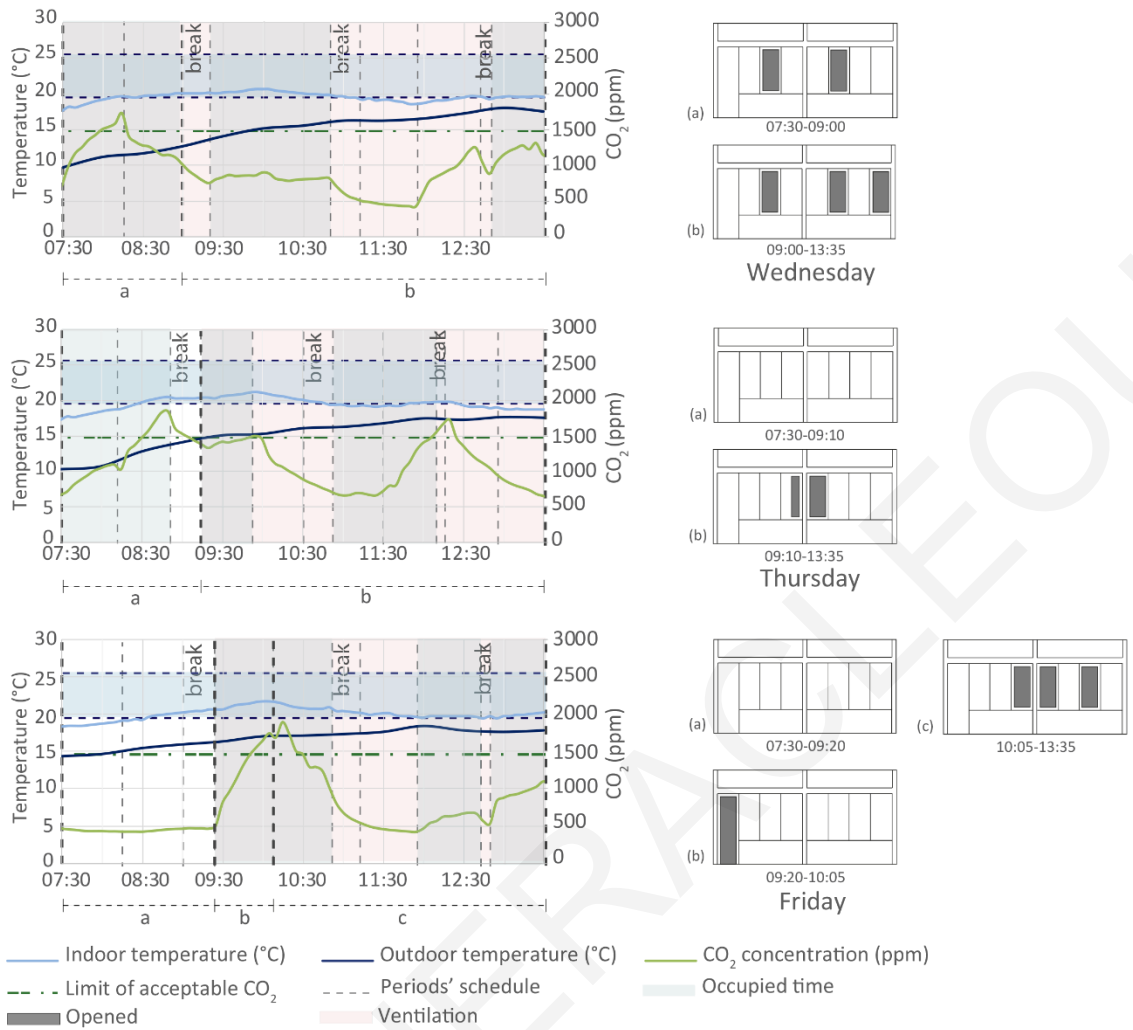 Temperature (°C)
30
25
20
15
10
5
0
break
break
break
3000
2500
2000
1500
1000
500
0
CO2 (ppm)
07:30 08:30 09:30 10:30 11:30 12:30
a b
(a)
07:30-09:00
(b)
09:00-13:35
Wednesday
Temperature (°C)
30
25
20
15
10
5
0
break
break
break
3000
2500
2000
1500
1000
500
0
CO2 (ppm)
07:30 08:30 09:30 10:30 11:30 12:30
a b
(a)
07:30-09:10
(b)
09:10-13:35
Thursday
Temperature (°C)
30
25
20
15
10
5
0
break
break
break
3000
2500
2000
1500
1000
500
0
CO2 (ppm)
07:30 08:30 09:30 10:30 11:30 12:30
a b c
(a)
07:30-09:20
(c)
10:05-13:35
(b)
09:20-10:05
Friday
Indoor temperature (°C) Outdoor temperature (°C) CO2 concentration (ppm)
Limit of acceptable CO2 Periods' schedule Occupied time
Opened Ventilation